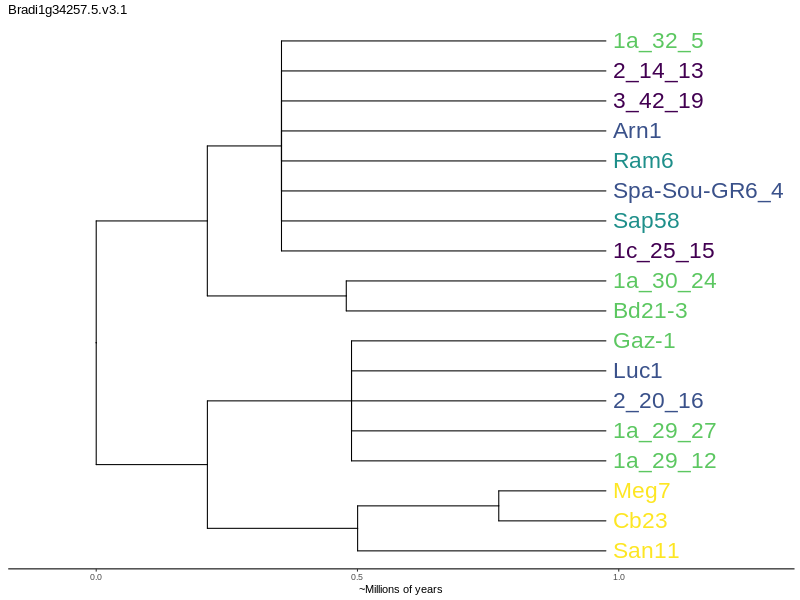 Bradi1g34257.5.v3.1
1a_32_5
2_14_13
3_42_19
Arn1
Ram6
Spa-Sou-GR6_4
Sap58
1c_25_15
1a_30_24
Bd21-3
Gaz-1
Luc1
2_20_16
1a_29_27
1a_29_12
Meg7
Cb23
San11
0.0 0.5 1.0
~Millions of years